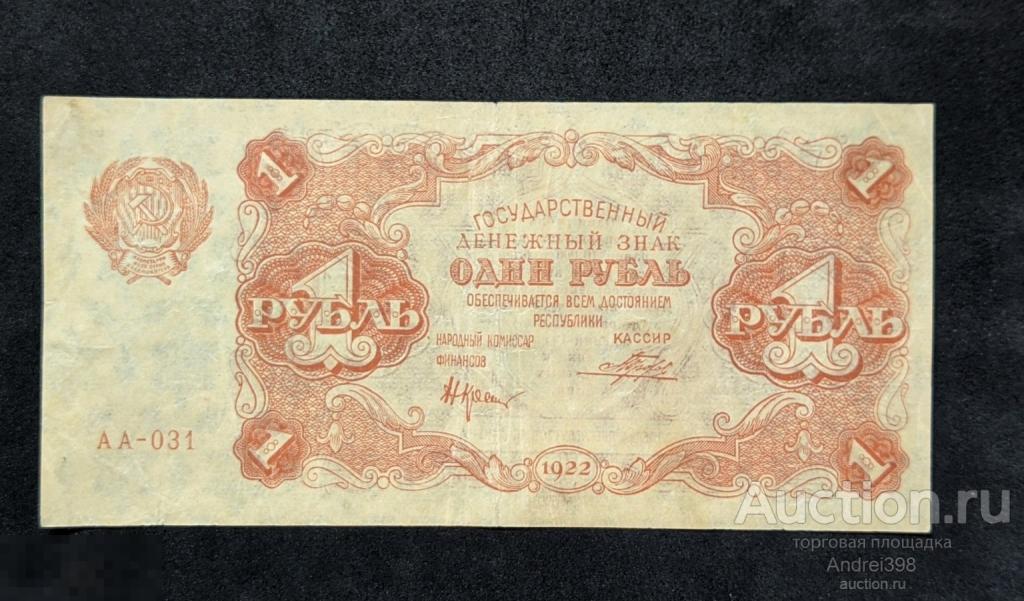 1
1
ГОСУДАРСТВЕННЫЙ
ДЕНЕЖНЫЙ ЗНАК
ОДИН РУБЛЬ
ОБЕСПЕЧИВАЕТСЯ ВСЕМ ДОСТОЯНИЕМ
РЕСПУБЛИКИ
1
РУБЛЬ
1
РУБЛЬ
НАРОДНЫЙ КОМИССАР
ФИНАНСОВ
КАССИР
АА-031
1
1922
1
Auction.ru
торговая площадка
Andrei398
auction.ru